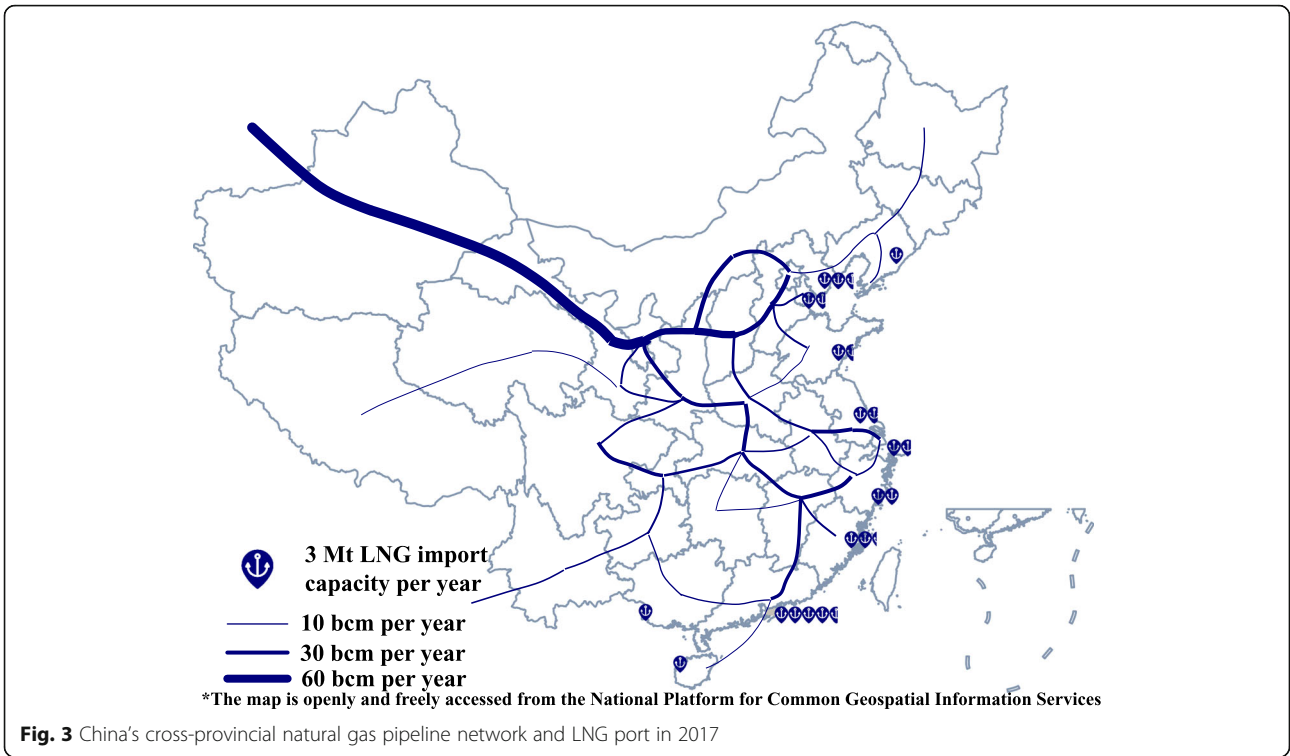 3 Mt LNG import
capacity per year
10 bcm per year
30 bcm per year
60 bcm per year
*The map is openly and freely accessed from the National Platform for Common Geospatial Information Services
Fig. 3 China's cross-provincial natural gas pipeline network and LNG port in 2017